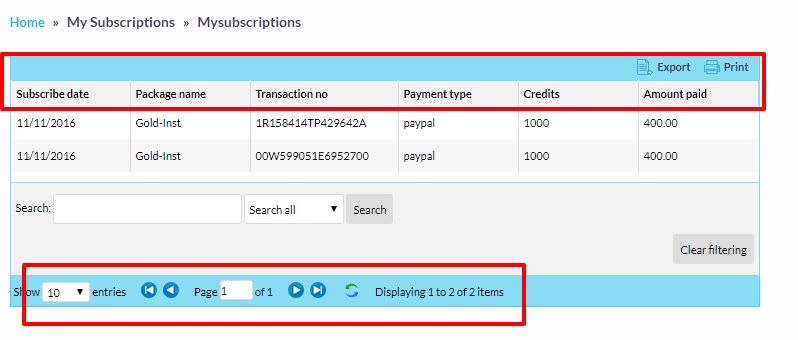 Home » My Subscriptions » Mysubscriptions
Export Print
Subscribe date Package name Transaction no Payment type Credits Amount paid
11/11/2016 Gold-Inst 1R158414TP429642A paypal 1000 400.00
11/11/2016 Gold-Inst 00W599051E6952700 paypal 1000 400.00
Search: Search all Search
Clear filtering
Show 10 entries Page 1 of 1 Displaying 1 to 2 of 2 items